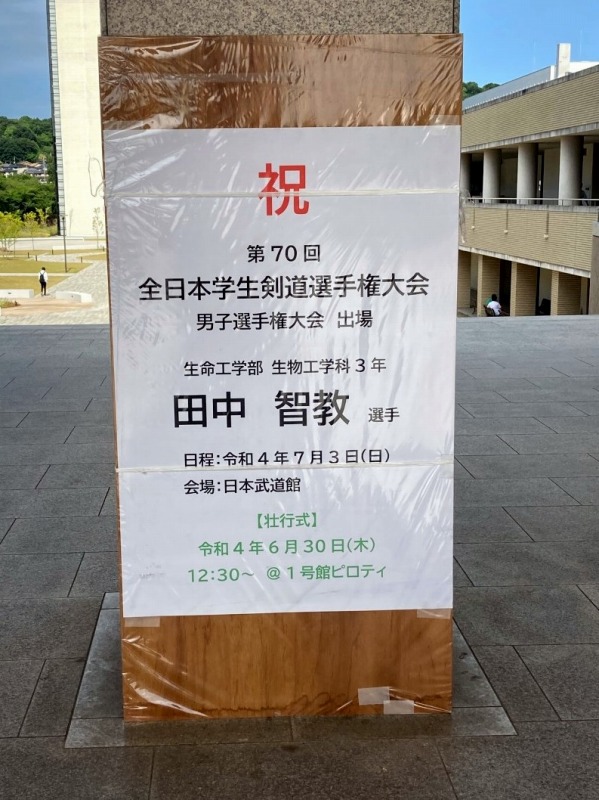 祝
第70回
全日本学生剣道選手権大会
男子選手権大会 出場
生命工学部 生物工学科3年
田中 智教 選手
日程:令和4年7月3日(日)
会場:日本武道館
【壮行式】
令和4年6月30日(木)
12:30～ @1号館ピロティ